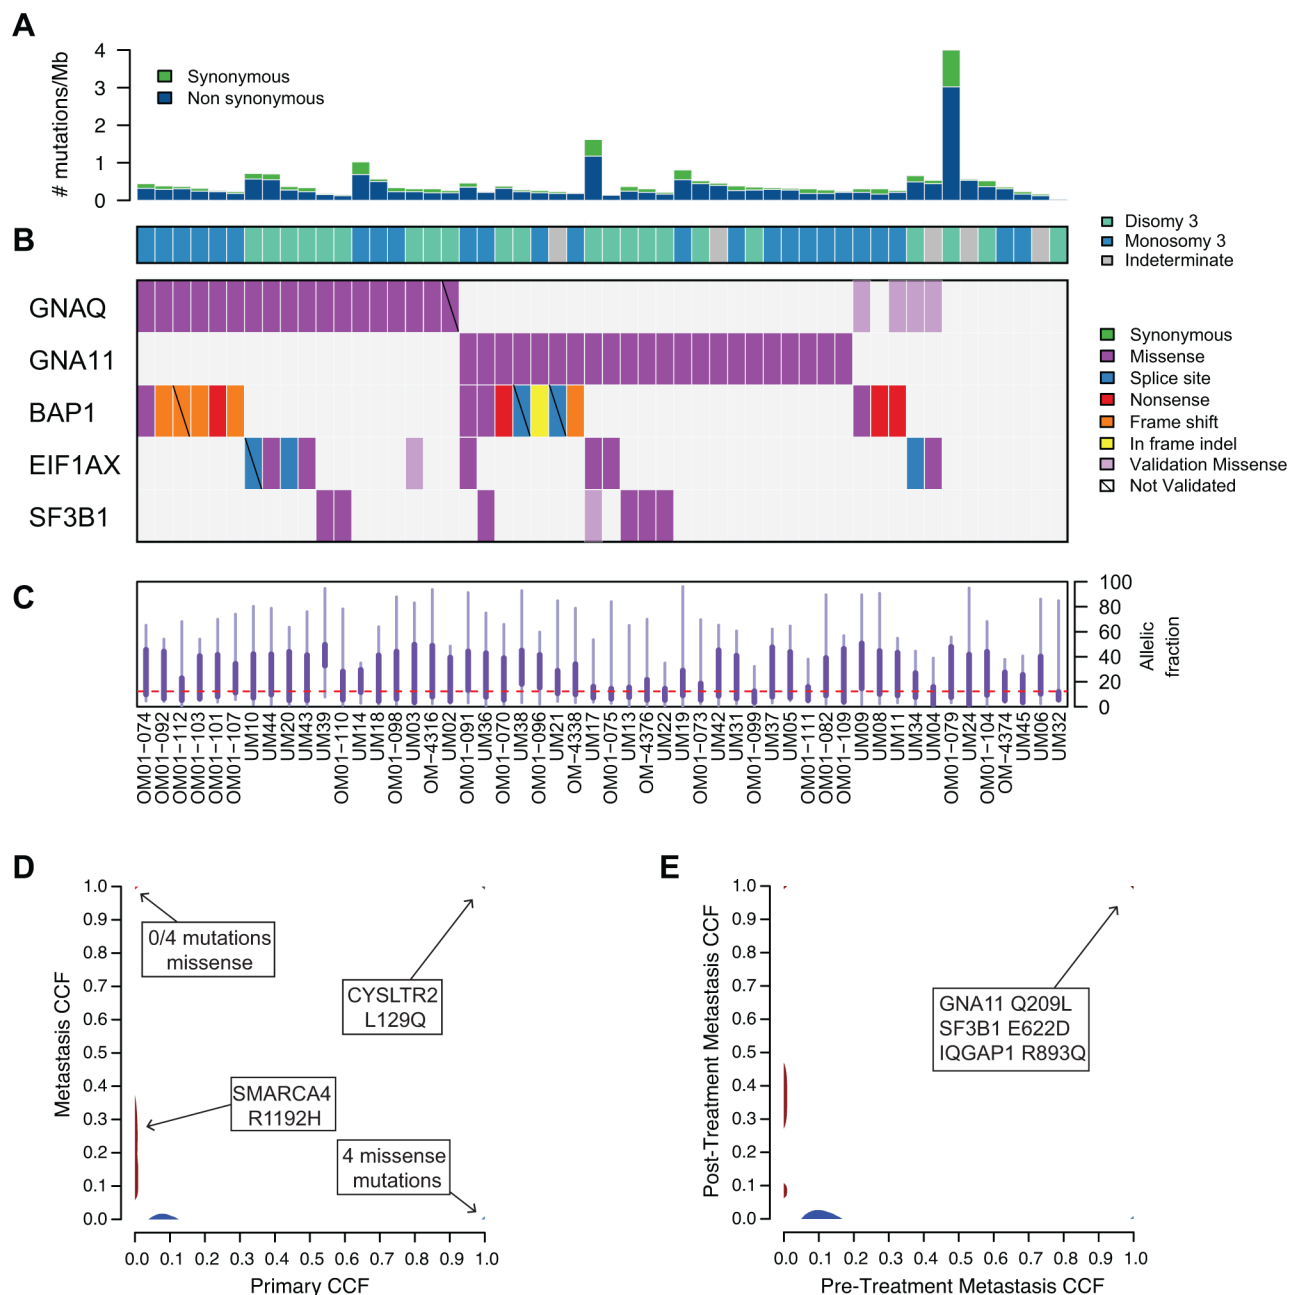 A
# mutations/Mb
4
3
2
1
0
Synonymous
Non synonymous
B
Disomy 3
Monosomy 3
Indeterminate
GNAQ
GNA11
BAP1
EIF1AX
SF3B1
Synonymous
Missense
Splice site
Nonsense
Frame shift
In frame indel
Validation Missense
Not Validated
C
100
80
60
40
20
0
Allelic
fraction
OM01-074
OM01-092
OM01-112
OM01-103
OM01-101
OM01-107
UM10
UM44
UM20
UM43
UM39
OM01-110
UM14
UM18
OM01-098
UM03
OM-4316
UM02
OM01-091
UM36
OM01-070
UM38
OM01-096
UM21
OM-4338
UM17
OM01-075
UM13
OM-4376
UM22
UM19
OM01-073
UM42
UM31
OM01-099
UM37
UM05
OM01-111
OM01-082
OM01-109
UM09
UM08
UM11
UM34
UM04
OM01-079
UM24
OM01-104
OM-4374
UM45
UM06
UM32
D
Metastasis CCF
1.0
0.9
0.8
0.7
0.6
0.5
0.4
0.3
0.2
0.1
0.0
0/4 mutations
missense
CYSLTR2
L129Q
SMARCA4
R1192H
4 missense
mutations
0.0 0.1 0.2 0.3 0.4 0.5 0.6 0.7 0.8 0.9 1.0
Primary CCF
E
Post-Treatment Metastasis CCF
1.0
0.9
0.8
0.7
0.6
0.5
0.4
0.3
0.2
0.1
0.0
GNA11 Q209L
SF3B1 E622D
IQGAP1 R893Q
0.0 0.1 0.2 0.3 0.4 0.5 0.6 0.7 0.8 0.9 1.0
Pre-Treatment Metastasis CCF